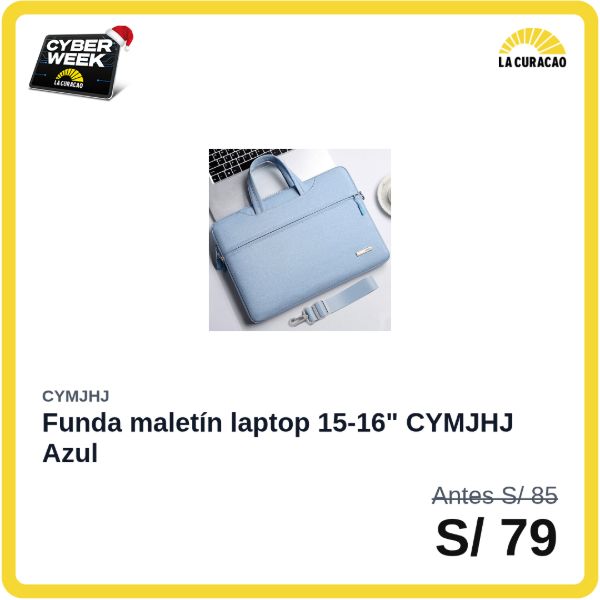 CYBER
WEEK
LA CURACAO
LA CURACAO
CYMJHJ
Funda maletín laptop 15-16" CYMJHJ
Azul
Antes S/ 85
S/ 79